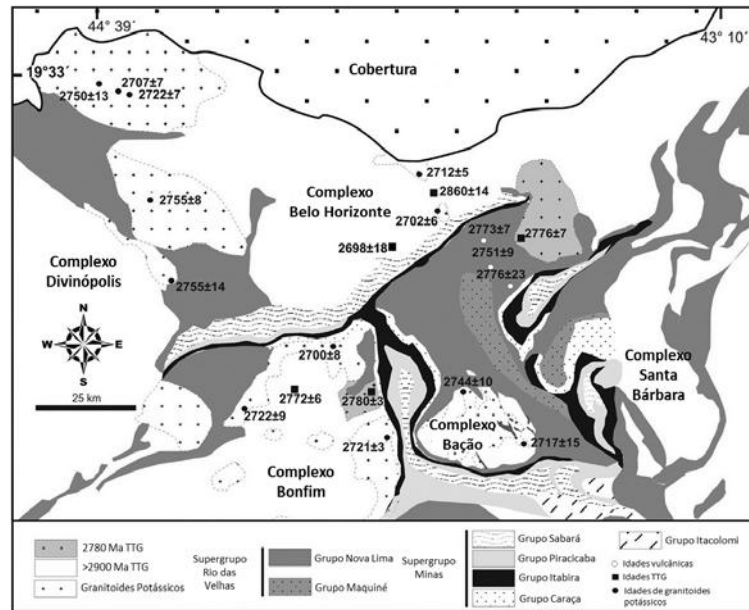 44° 39´
43° 10´
19°33´
Cobertura
2707±7
2750±13
2722±7
2712±5
2860±14
Complexo
Belo Horizonte
2755±8
2702±6
2773±7
2776±7
2751±9
2698±18
Complexo
Divinópolis
2776±23
2755±14
N
W E
S
25 km
2700±8
Complexo
Santa
Bárbara
2744±10
2772±6
2780±3
2722±9
Complexo
Bação
2721±3
2717±15
Complexo
Bonfim
2780 Ma TTG
>2900 Ma TTG
Granitoides Potássicos
Supergrupo
Rio das
Velhas
Grupo Nova Lima
Grupo Maquiné
Supergrupo
Minas
Grupo Sabará
Grupo Piracicaba
Grupo Itabira
Grupo Caraça
Grupo Itacolomi
Idades vulcânicas
Idades TTG
Idades de granitoides
potássicos